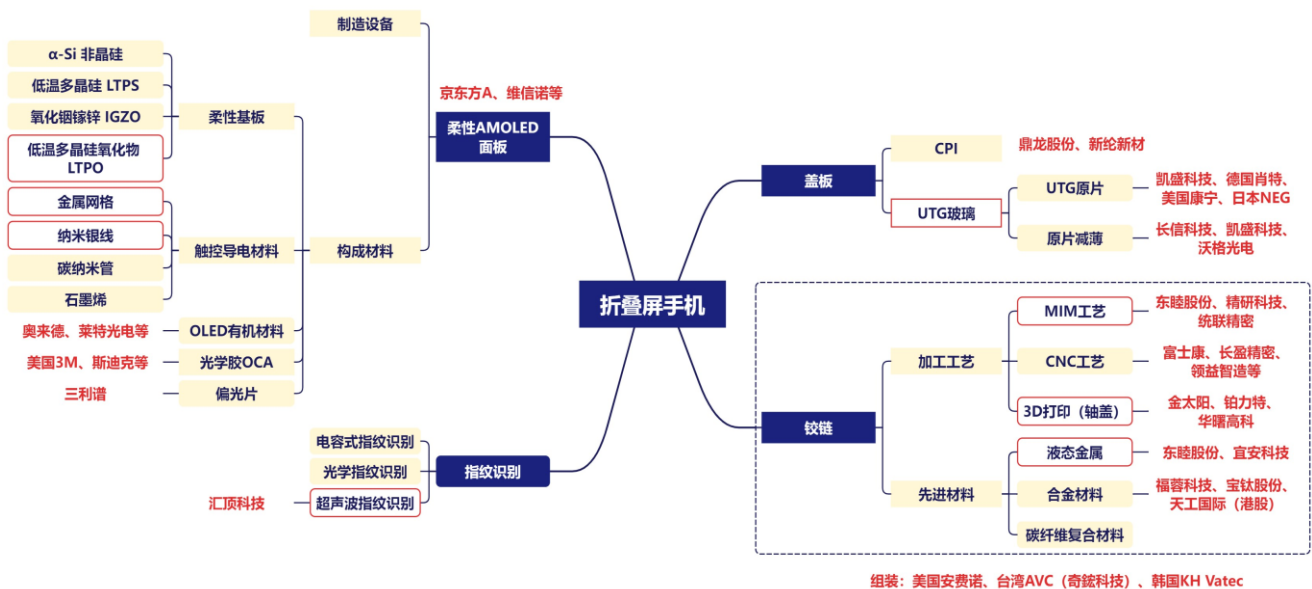 制造设备
α-Si 非晶硅
低温多晶硅 LTPS
氧化铟镓锌 IGZO
低温多晶硅氧化物
LTPO
柔性基板
金属网格
纳米银线
碳纳米管
石墨烯
触控导电材料
构成材料
奥来德、莱特光电等
OLED有机材料
美国3M、斯迪克等
光学胶OCA
三利谱
偏光片
京东方A、维信诺等
柔性AMOLED
面板
电容式指纹识别
光学指纹识别
汇顶科技
超声波指纹识别
指纹识别
折叠屏手机
盖板
CPI
鼎龙股份、新纶新材
UTG玻璃
UTG原片
凯盛科技、德国肖特、
美国康宁、日本NEG
原片减薄
长信科技、凯盛科技、
沃格光电
铰链
加工工艺
MIM工艺
东睦股份、精研科技、
统联精密
CNC工艺
富士康、长盈精密、
领益智造等
3D打印（轴盖）
金太阳、铂力特、
华曙高科
先进材料
液态金属
东睦股份、宜安科技
合金材料
福蓉科技、宝钛股份、
天工国际（港股）
碳纤维复合材料
组装：美国安费诺、台湾AVC（奇鋐科技）、韩国KH Vatec